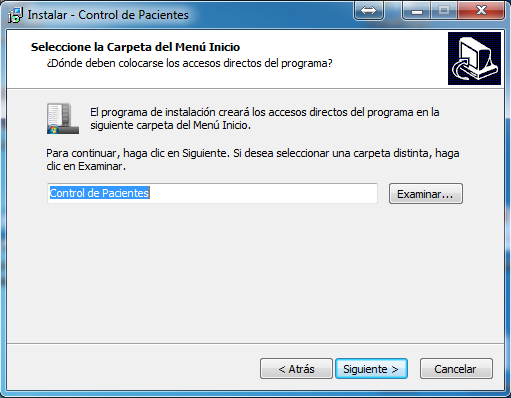 Instalar - Control de Pacientes
Seleccione la Carpeta del Menú Inicio
¿Dónde deben colocarse los accesos directos del programa?
El programa de instalación creará los accesos directos del programa en la
siguiente carpeta del Menú Inicio.
Para continuar, haga clic en Siguiente. Si desea seleccionar una carpeta distinta, haga
clic en Examinar.
Control de Pacientes
Examinar...
< Atrás
Siguiente >
Cancelar